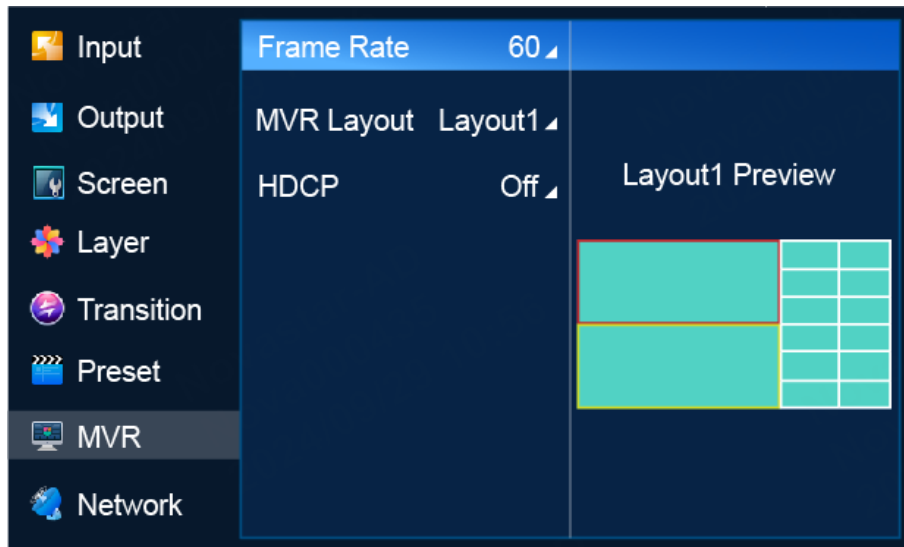 Input
Output
Screen
Layer
Transition
Preset
MVR
Network
Frame Rate 60
MVR Layout Layout1
HDCP Off
Layout1 Preview